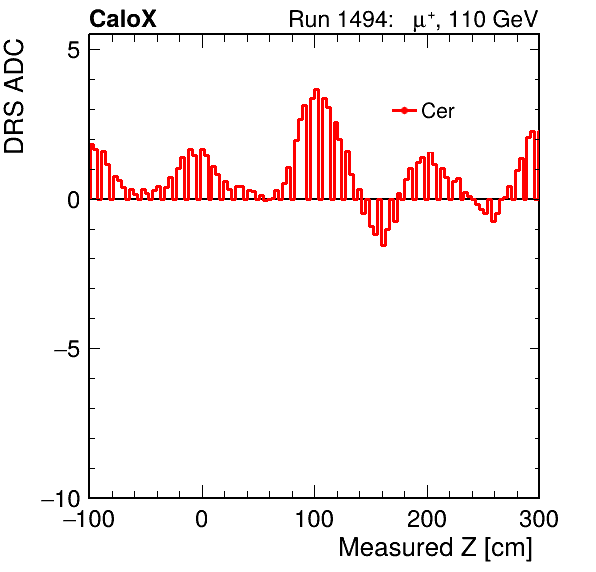 CaloX Run 1494: μ⁺, 110 GeV
DRS ADC
Cer
5
0
−5
−10
−100 0 100 200 300
Measured Z [cm]